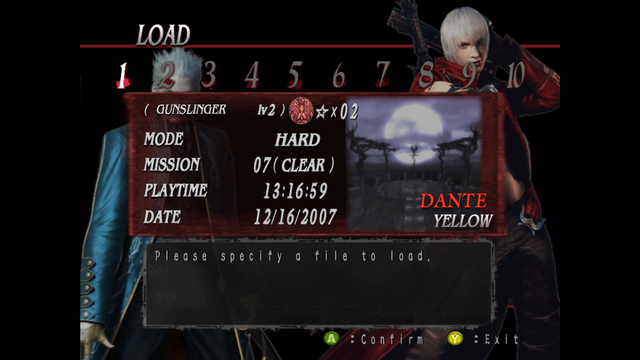 LOAD
1 2 3 4 5 6 7 8 9 10
( GUNSLINGER lv2 ) ☆×02
MODE HARD
MISSION 07 ( CLEAR )
PLAYTIME 13:16:59
DATE 12/16/2007
DANTE
YELLOW
Please specify a file to load.
A :Confirm Y :Exit